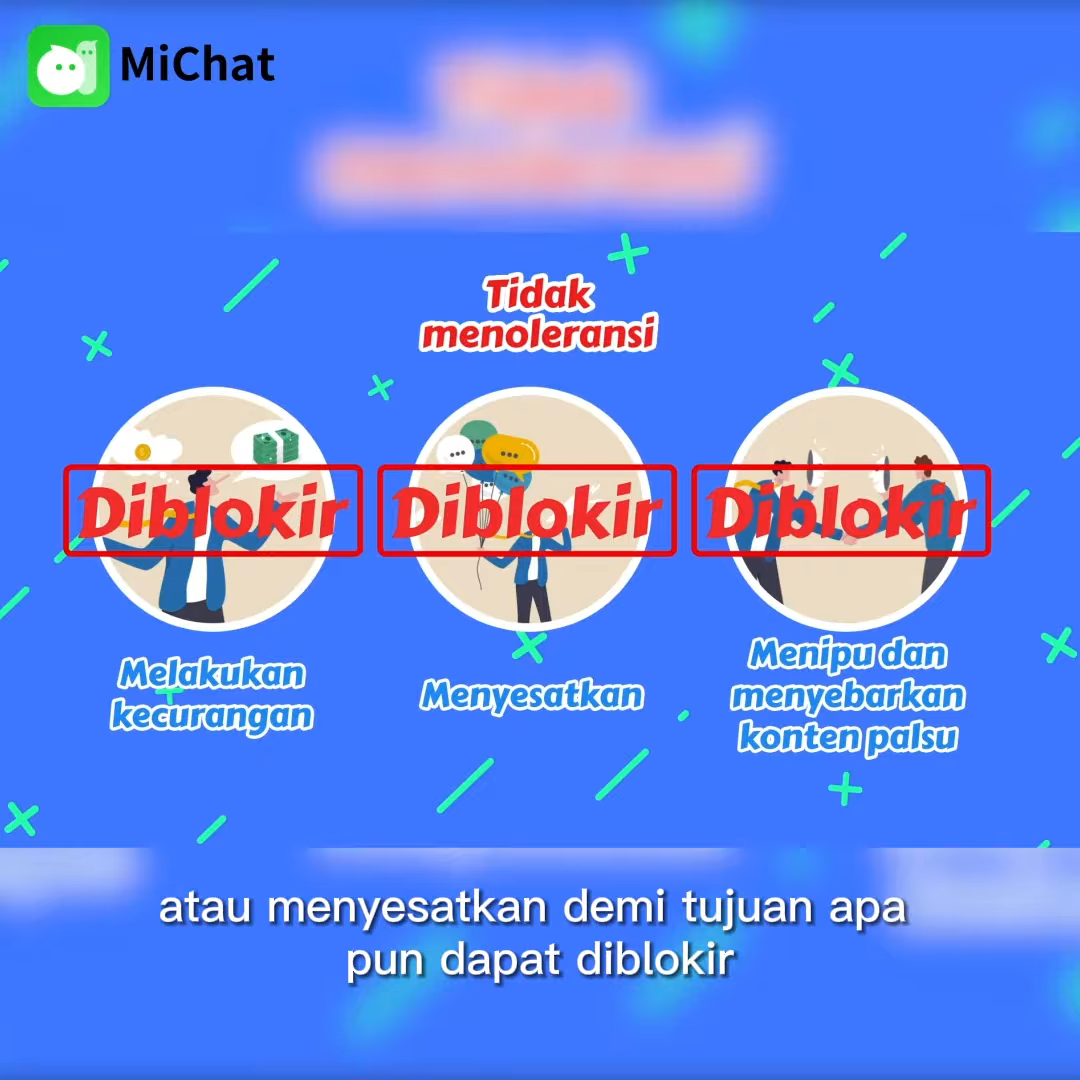 MiChat
Tidak
menoleransi
Diblokir
Diblokir
Diblokir
Melakukan
kecurangan
Menyesatkan
Menipu dan
menyebarkan
konten palsu
atau menyesatkan demi tujuan apa
pun dapat diblokir